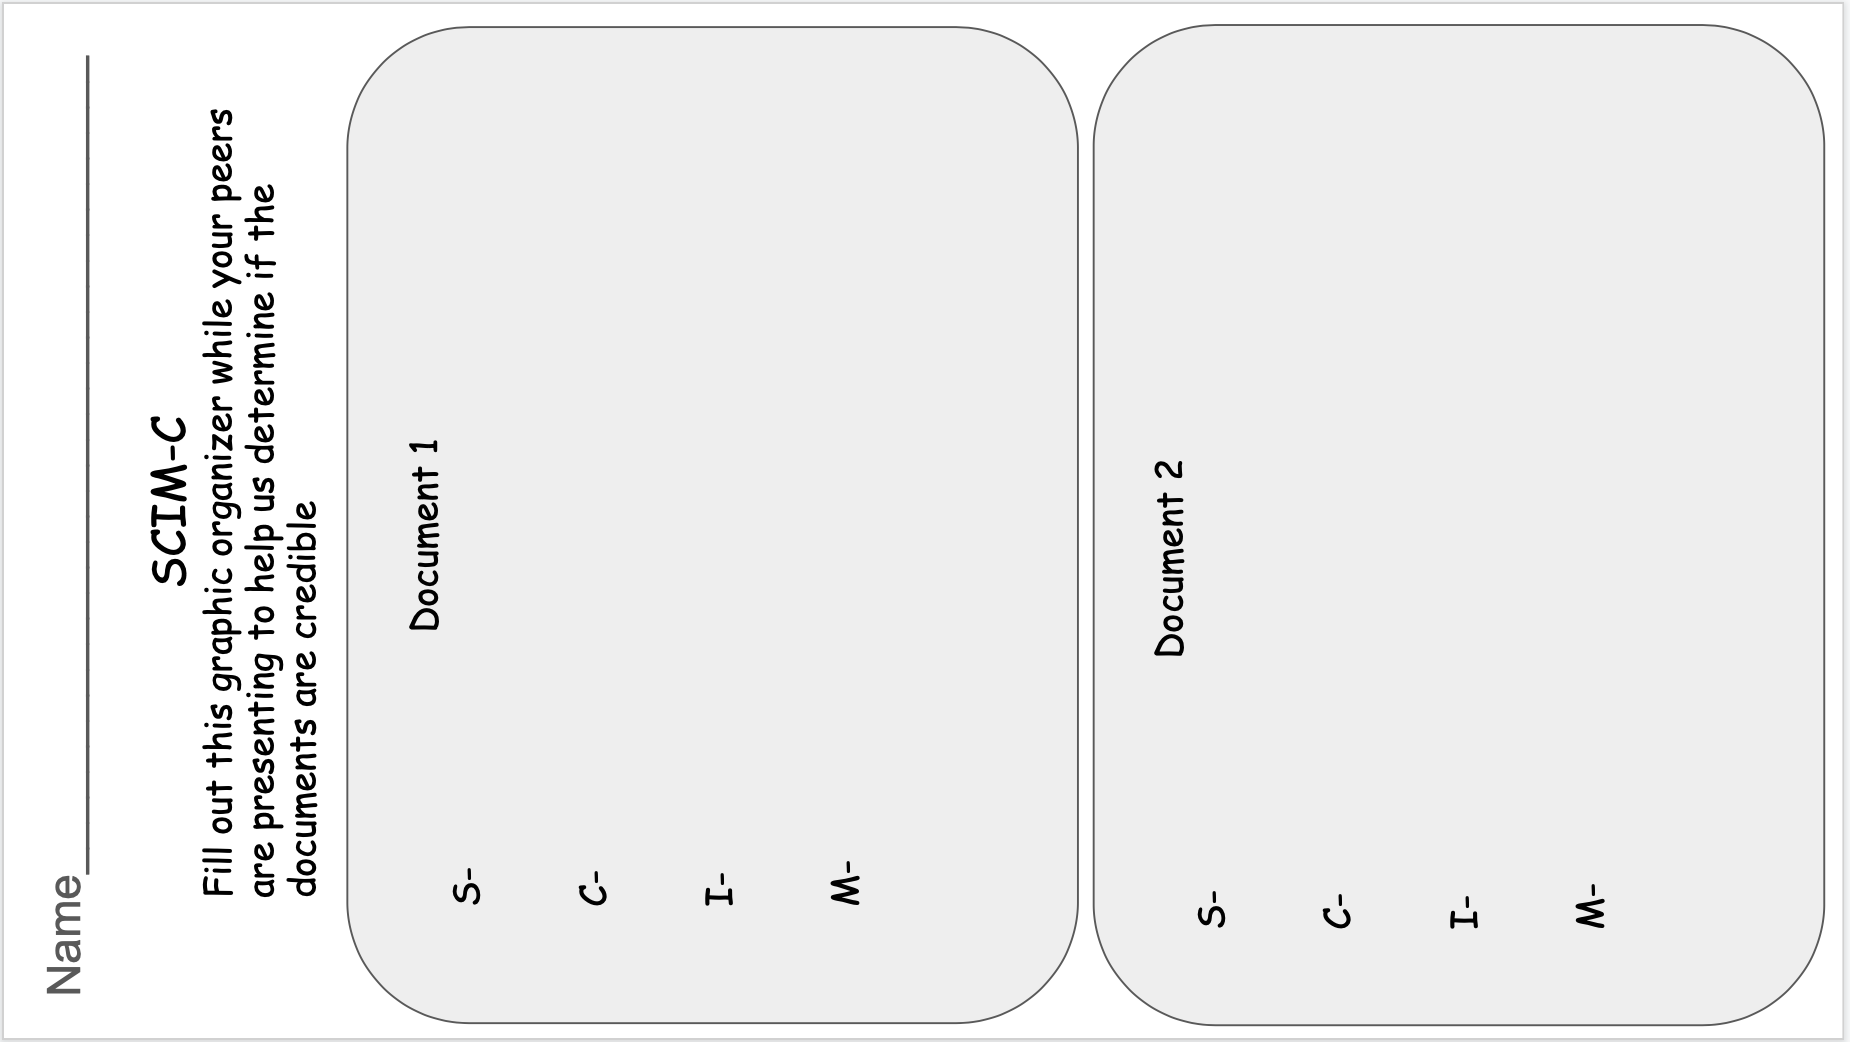 Name
SCIM-C
Fill out this graphic organizer while your peers
are presenting to help us determine if the
documents are credible
Document 1
S-
C-
I-
M-
Document 2
S-
C-
I-
M-